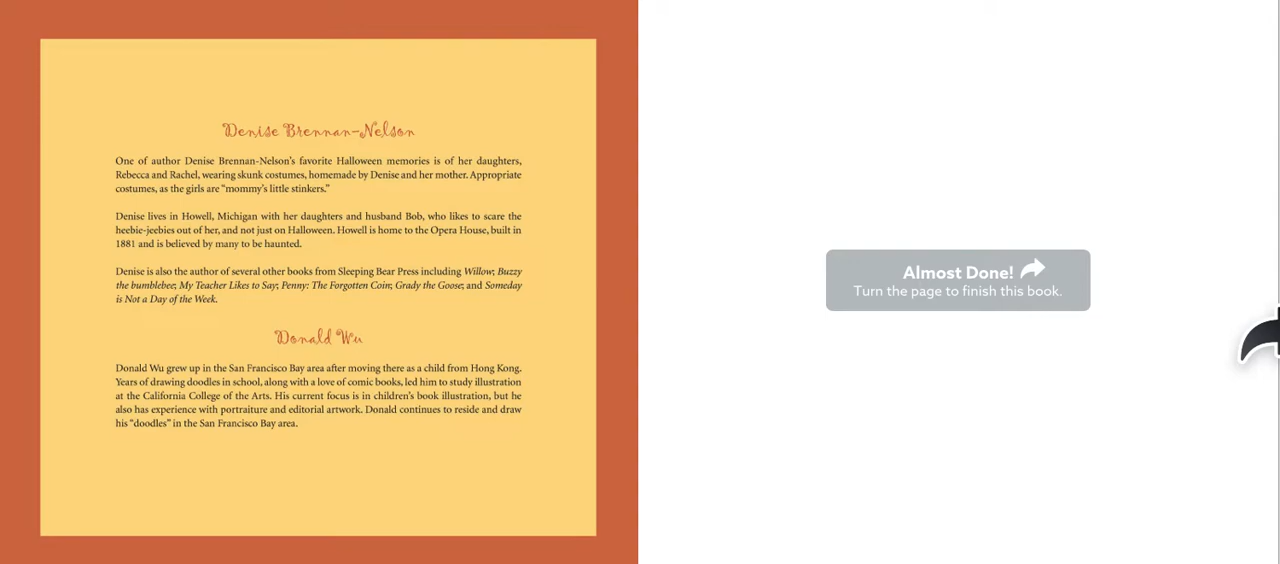 Denise Brennan-Nelson
One of author Denise Brennan-Nelson's favorite Halloween memories is of her daughters,
Rebecca and Rachel, wearing skunk costumes, homemade by Denise and her mother. Appropriate
costumes, as the girls are “mommy's little stinkers.”
Denise lives in Howell, Michigan with her daughters and husband Bob, who likes to scare the
heebie-jeebies out of her, and not just on Halloween. Howell is home to the Opera House, built in
1881 and is believed by many to be haunted.
Denise is also the author of several other books from Sleeping Bear Press including Willow; Buzzy
the bumblebee; My Teacher Likes to Say; Penny: The Forgotten Coin; Grady the Goose; and Someday
is Not a Day of the Week.
Donald Wu
Donald Wu grew up in the San Francisco Bay area after moving there as a child from Hong Kong.
Years of drawing doodles in school, along with a love of comic books, led him to study illustration
at the California College of the Arts. His current focus is in children's book illustration, but he
also has experience with portraiture and editorial artwork. Donald continues to reside and draw
his “doodles” in the San Francisco Bay area.
Almost Done!
Turn the page to finish this book.